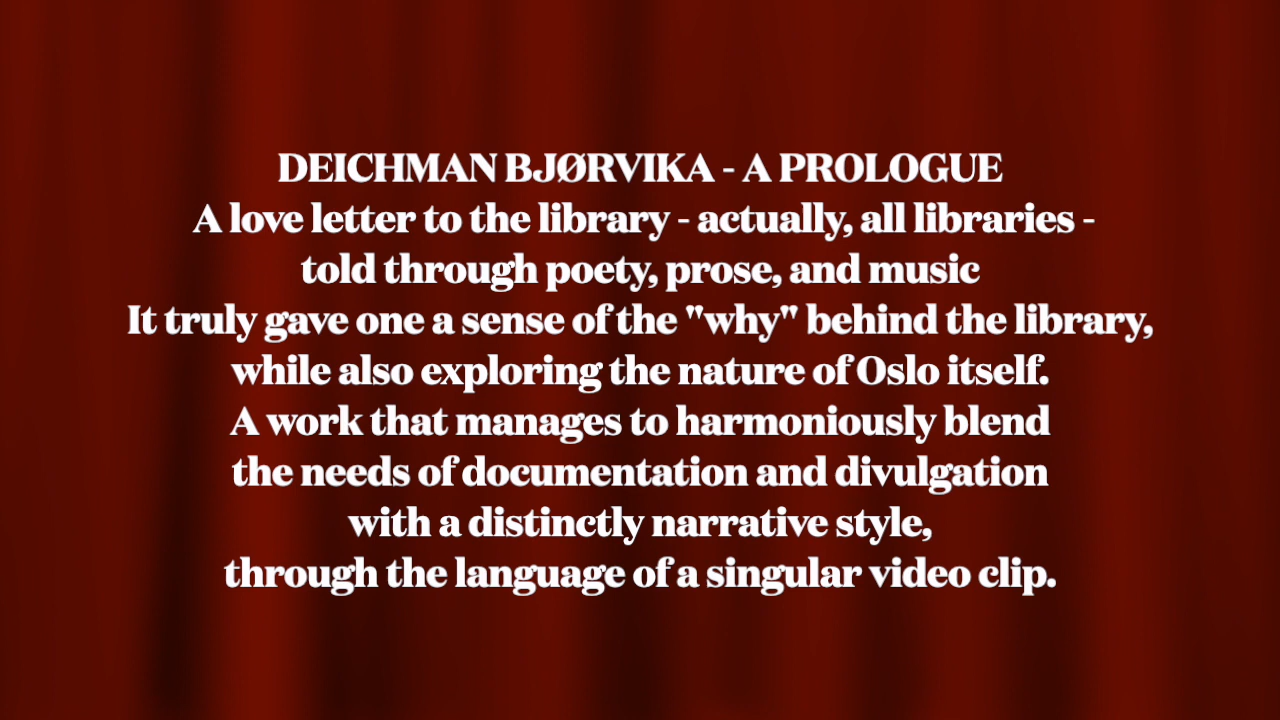 DEICHMAN BJØRVIKA - A PROLOGUE
A love letter to the library - actually, all libraries -
told through poety, prose, and music
It truly gave one a sense of the "why" behind the library,
while also exploring the nature of Oslo itself.
A work that manages to harmoniously blend
the needs of documentation and divulgation
with a distinctly narrative style,
through the language of a singular video clip.